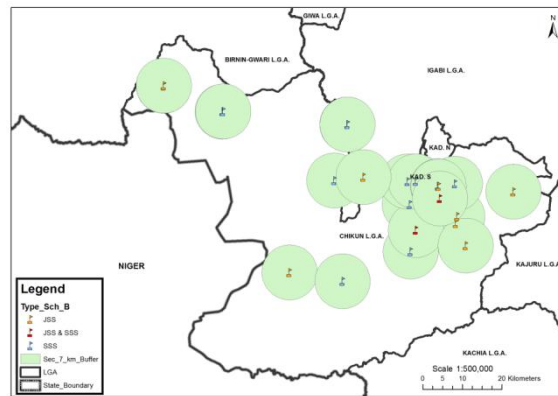 GIWA L.G.A.
N
BIRNIN-GWARI L.G.A.
IGABI L.G.A.
KAD. N
KAD. S
CHIKUN L.G.A.
NIGER
KAJURU L.G.A
KACHIA L.G.A.
Legend
Type_Sch_B
JSS
JSS & SSS
SSS
Sec_7_km_Buffer
LGA
State_Boundary
Scale 1:500,000
0 5 10 20 Kilometers